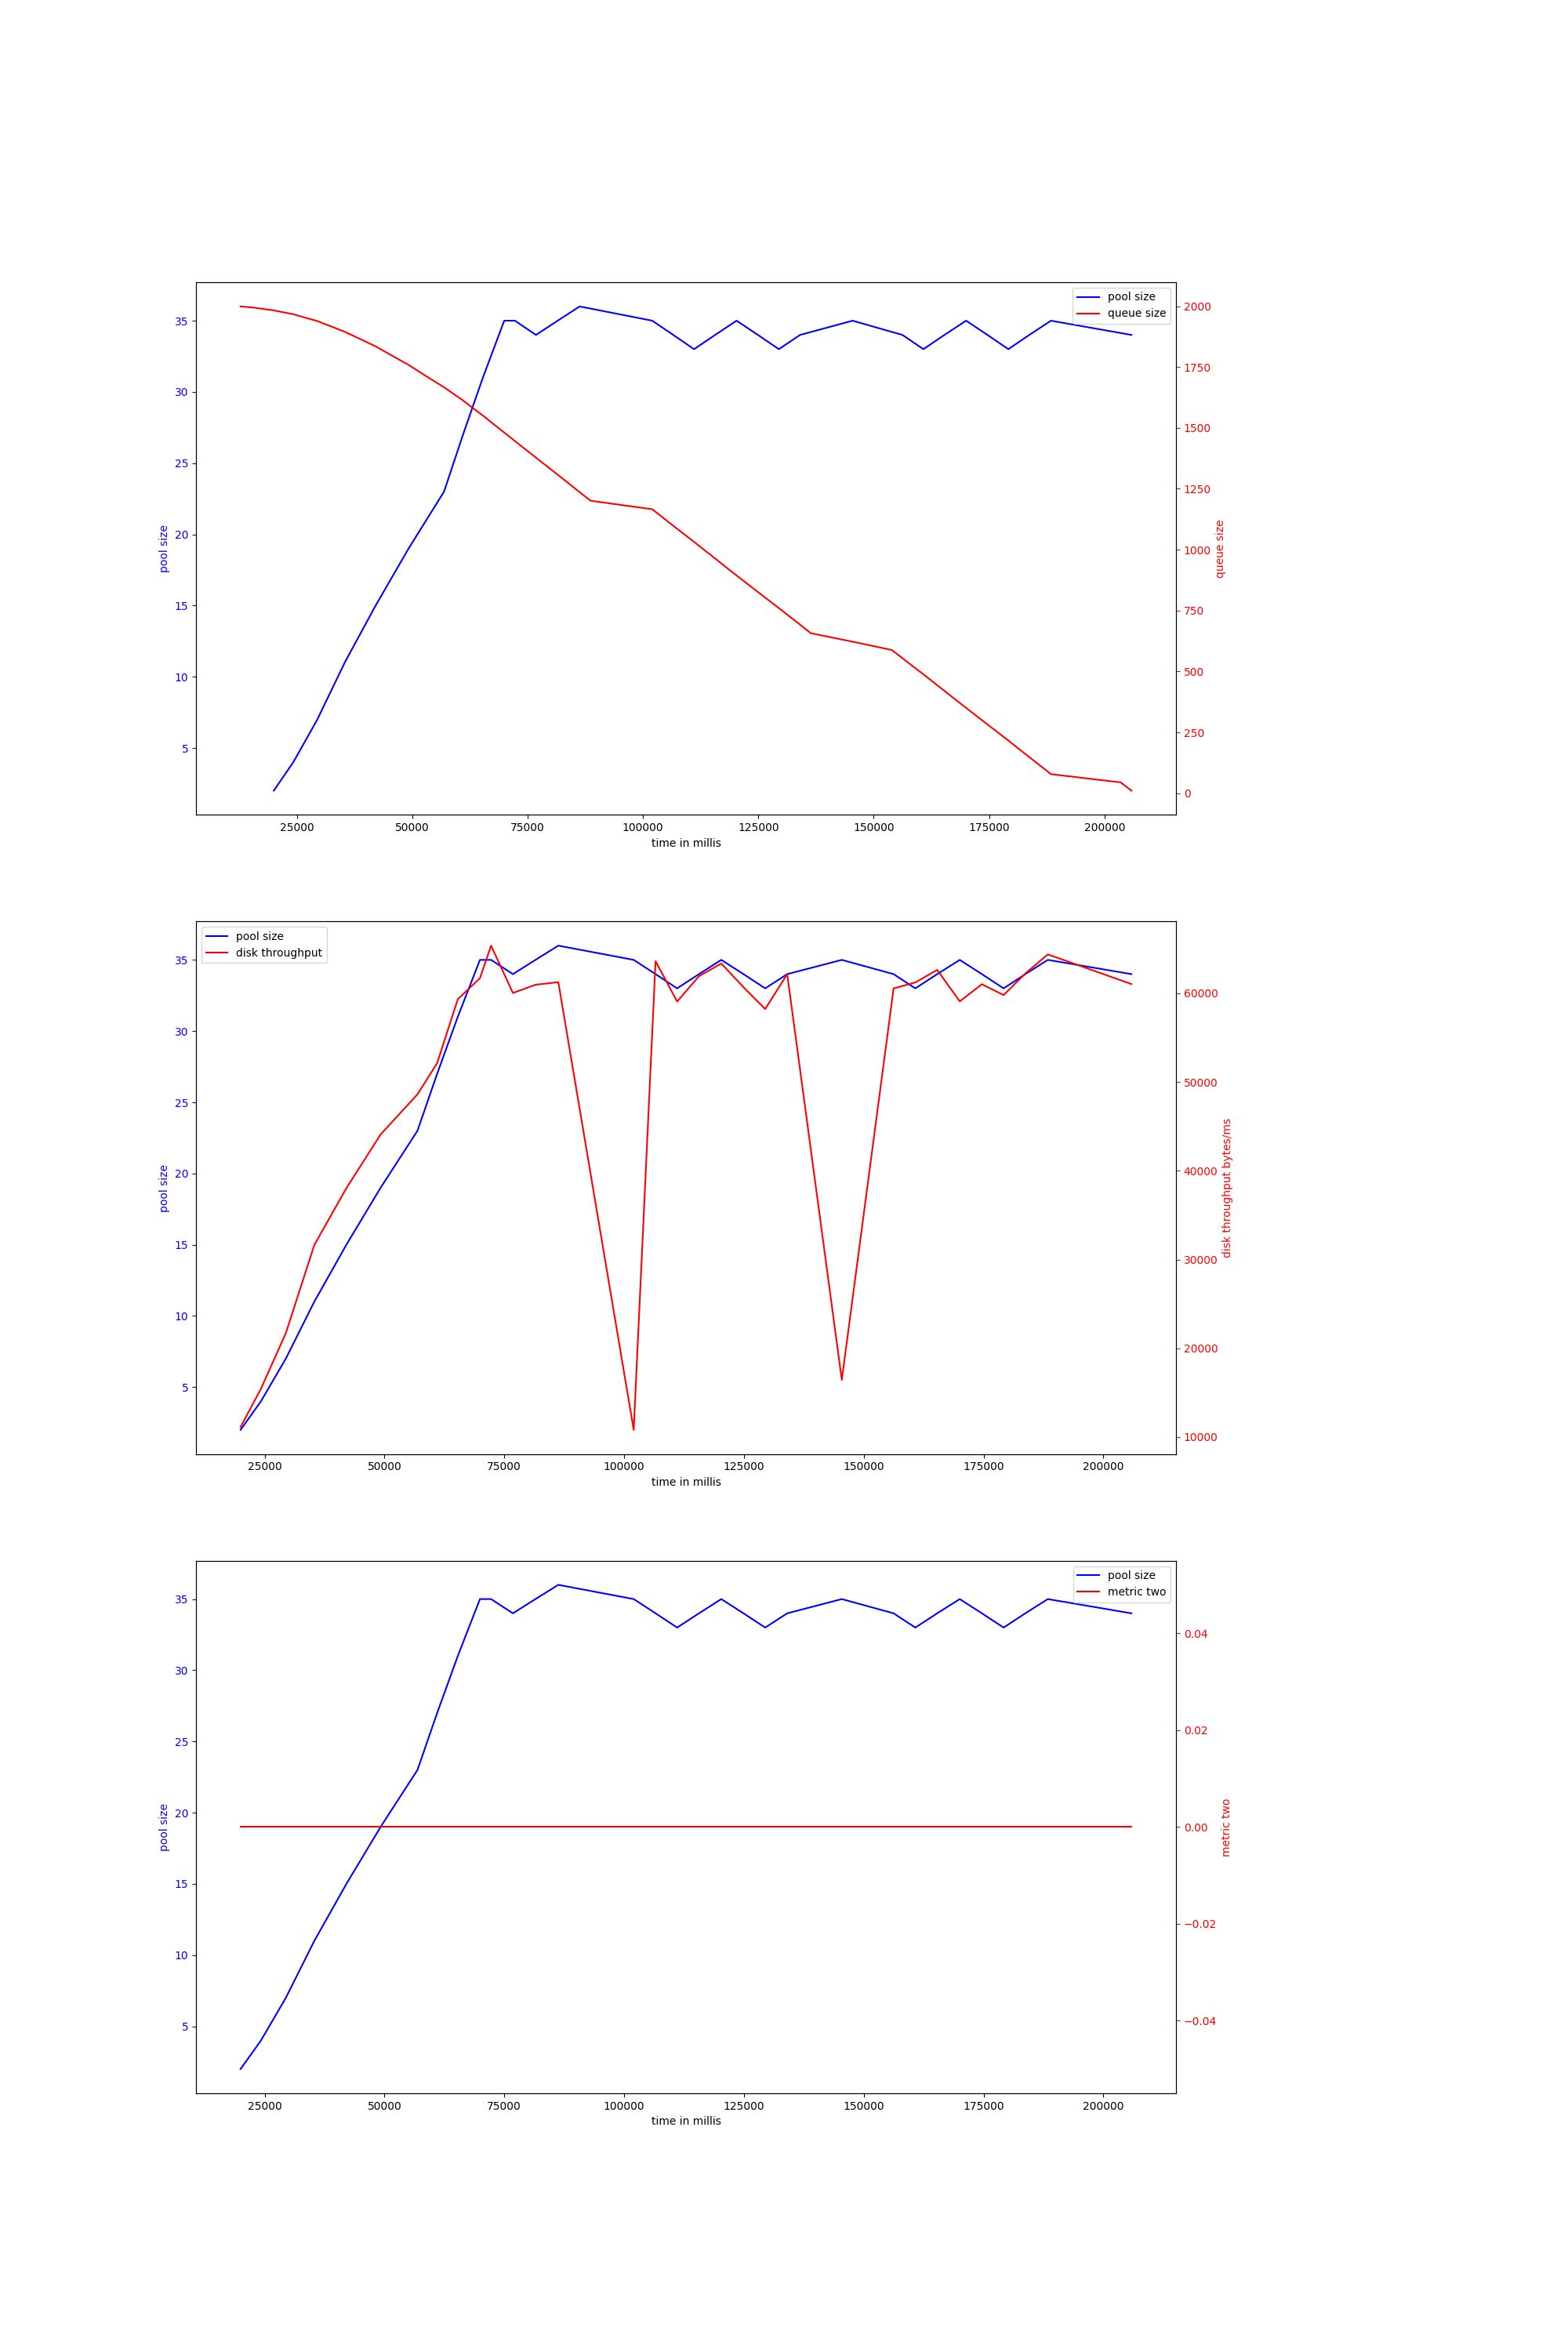 pool size
queue size
35
30
25
20
15
10
5
pool size
2000
1750
1500
1250
1000
750
500
250
0
queue size
25000 50000 75000 100000 125000 150000 175000 200000
time in millis
pool size
disk throughput
35
30
25
20
15
10
5
pool size
60000
50000
40000
30000
20000
10000
disk throughput bytes/ms
25000 50000 75000 100000 125000 150000 175000 200000
time in millis
pool size
metric two
35
30
25
20
15
10
5
pool size
0.04
0.02
0.00
−0.02
−0.04
metric two
25000 50000 75000 100000 125000 150000 175000 200000
time in millis